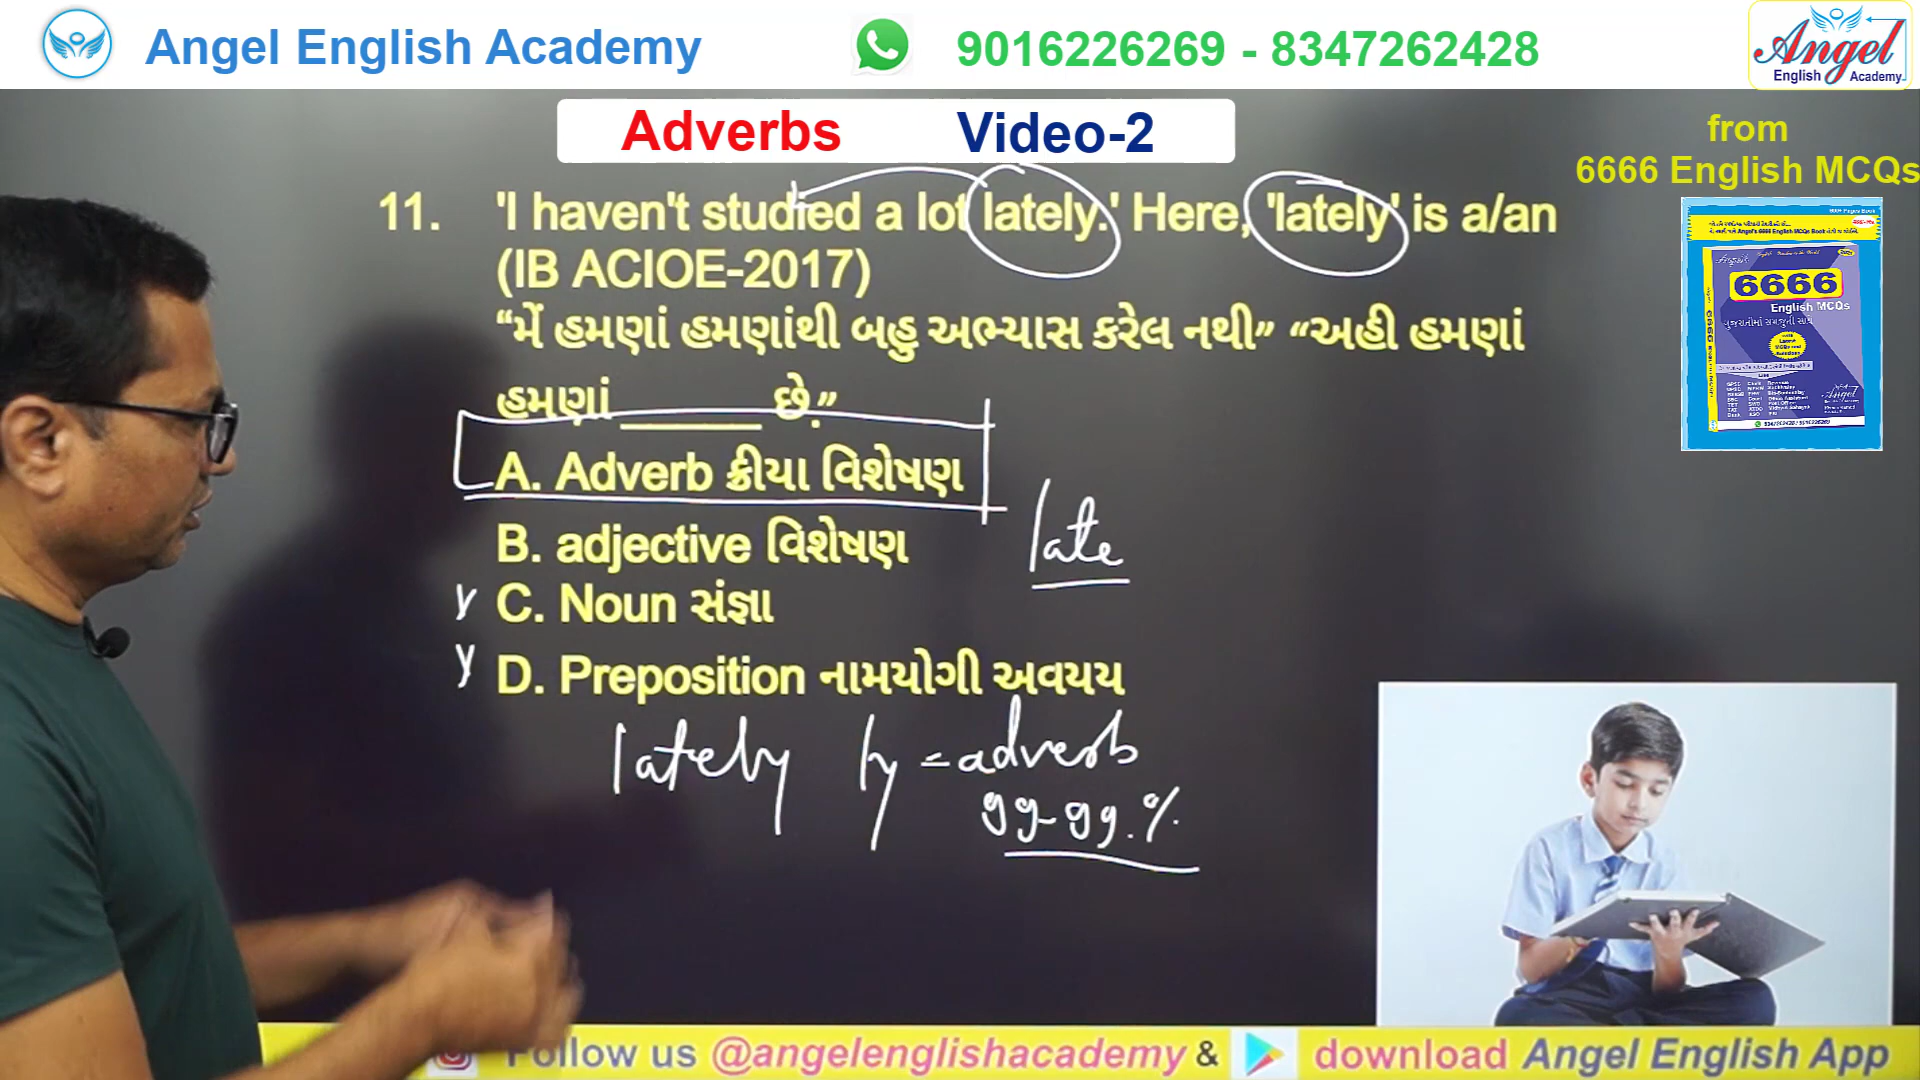 Angel English Academy
9016226269 - 8347262428
Angel
English Academy
Adverbs Video-2
from
6666 English MCQs
11. 'I haven't studied a lot lately.' Here, 'lately' is a/an
(IB ACIOE-2017)
“મેં હમણાં હમણાંથી બહુ અભ્યાસ કરેલ નથી” “અહી હમણાં
હમણાં ______ છે.”
A. Adverb ક્રીયા વિશેષણ
B. adjective વિશેષણ
C. Noun સંજ્ઞા
D. Preposition નામયોગી અવયય
late
lately ly = adverb
99-99.%
6666
English MCQs
Angel
Follow us @angelenglishacademy & download Angel English App